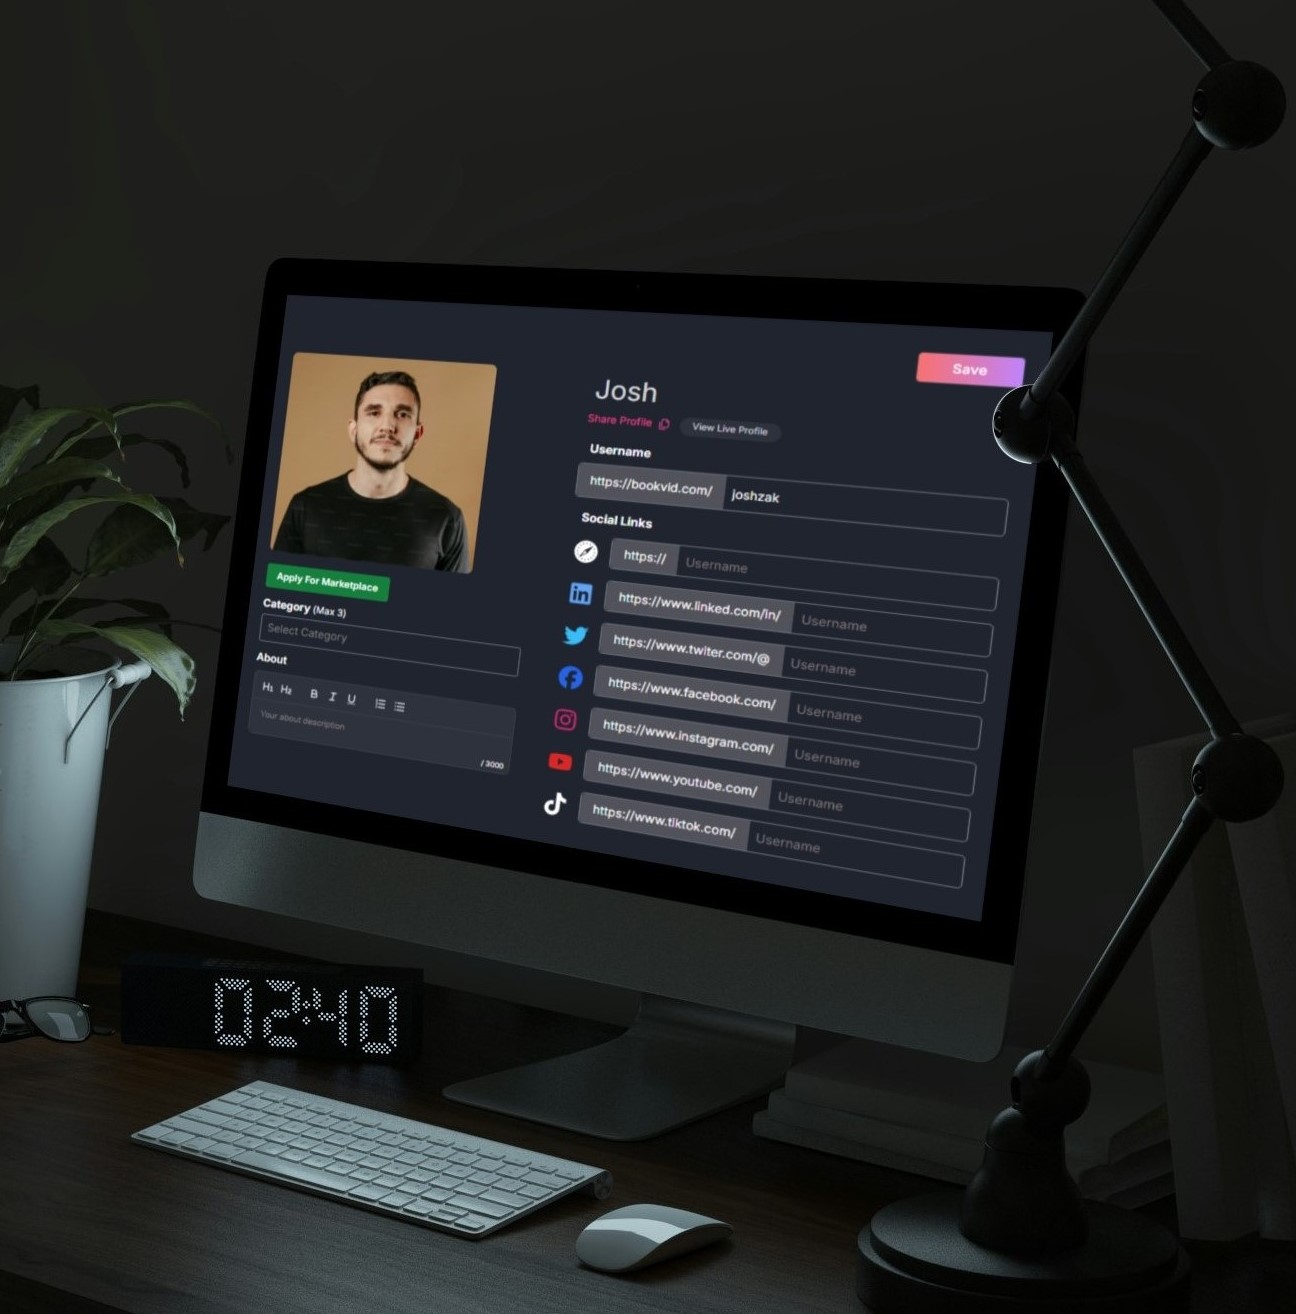 Save
Josh
Share Profile
View Live Profile
Username
https://bookvid.com/ joshzak
Social Links
https:// Username
https://www.linked.com/in/ Username
https://www.twiter.com/@ Username
https://www.facebook.com/ Username
https://www.instagram.com/ Username
https://www.youtube.com/ Username
https://www.tiktok.com/ Username
Apply For Marketplace
Category (Max 3)
Select Category
About
H1 H2 B I U
Your about description
/ 3000
02:40